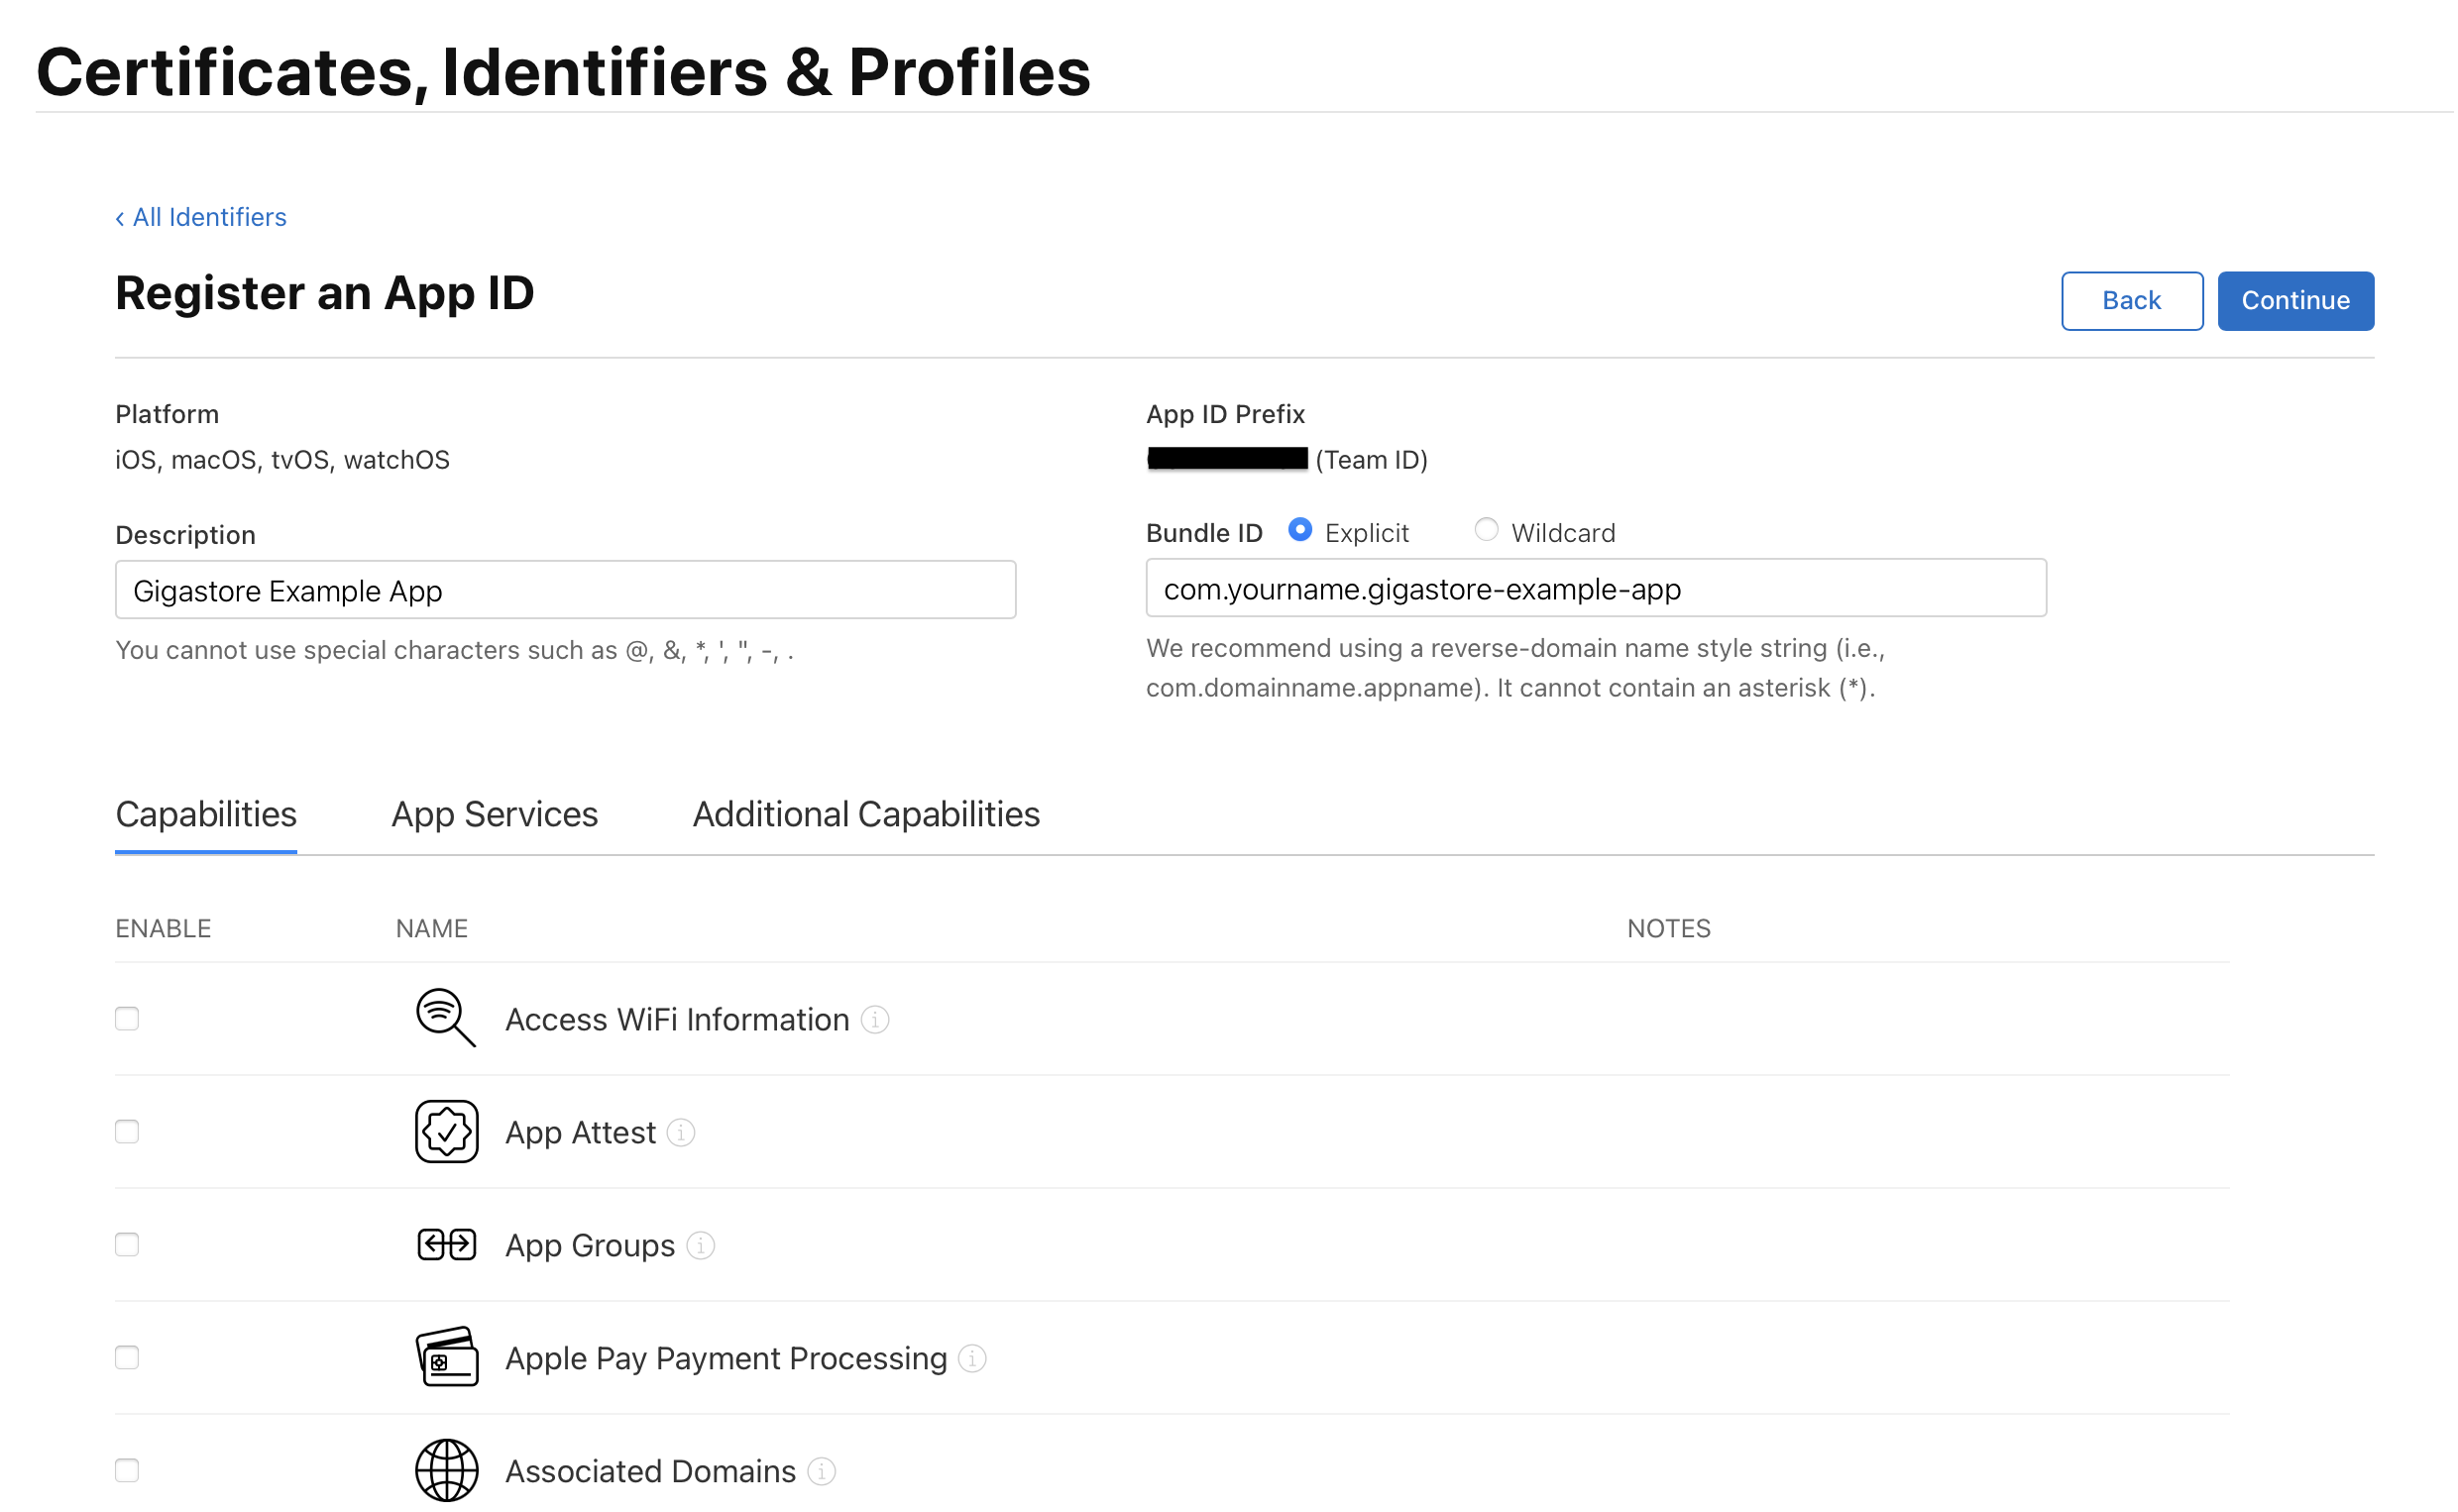 Certificates, Identifiers & Profiles
‹ All Identifiers
Register an App ID
Back
Continue
Platform
iOS, macOS, tvOS, watchOS
App ID Prefix
(Team ID)
Description
Gigastore Example App
You cannot use special characters such as @, &, *, ', ", -, .
Bundle ID
Explicit
Wildcard
com.yourname.gigastore-example-app
We recommend using a reverse-domain name style string (i.e.,
com.domainname.appname). It cannot contain an asterisk (*).
Capabilities
App Services
Additional Capabilities
ENABLE
NAME
NOTES
Access WiFi Information
App Attest
App Groups
Apple Pay Payment Processing
Associated Domains